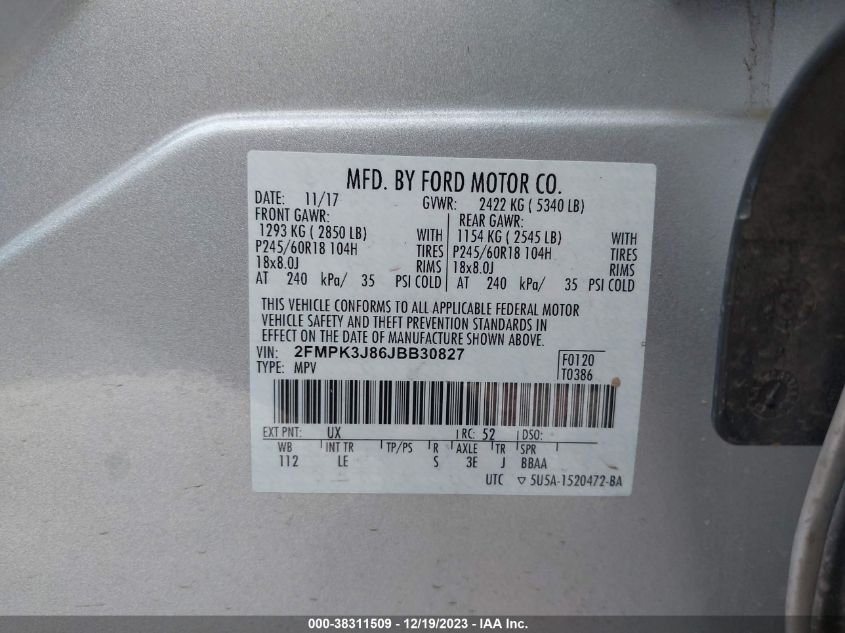 MFD. BY FORD MOTOR CO.
DATE: 11/17 GVWR: 2422 KG ( 5340 LB)
FRONT GAWR: REAR GAWR:
1293 KG ( 2850 LB) WITH 1154 KG ( 2545 LB) WITH
P245/60R18 104H TIRES P245/60R18 104H TIRES
18x8.0J RIMS 18x8.0J RIMS
AT 240 kPa/ 35 PSI COLD AT 240 kPa/ 35 PSI COLD
THIS VEHICLE CONFORMS TO ALL APPLICABLE FEDERAL MOTOR
VEHICLE SAFETY AND THEFT PREVENTION STANDARDS IN
EFFECT ON THE DATE OF MANUFACTURE SHOWN ABOVE.
VIN: 2FMPK3J86JBB30827 F0120
TYPE: MPV T0386
EXT PNT: UX RC: 52 DSO:
WB INT TR TP/PS R AXLE TR SPR
112 LE S 3E J BBAA
UTC ▽ 5U5A-1520472-BA
000-38311509 - 12/19/2023 - IAA Inc.